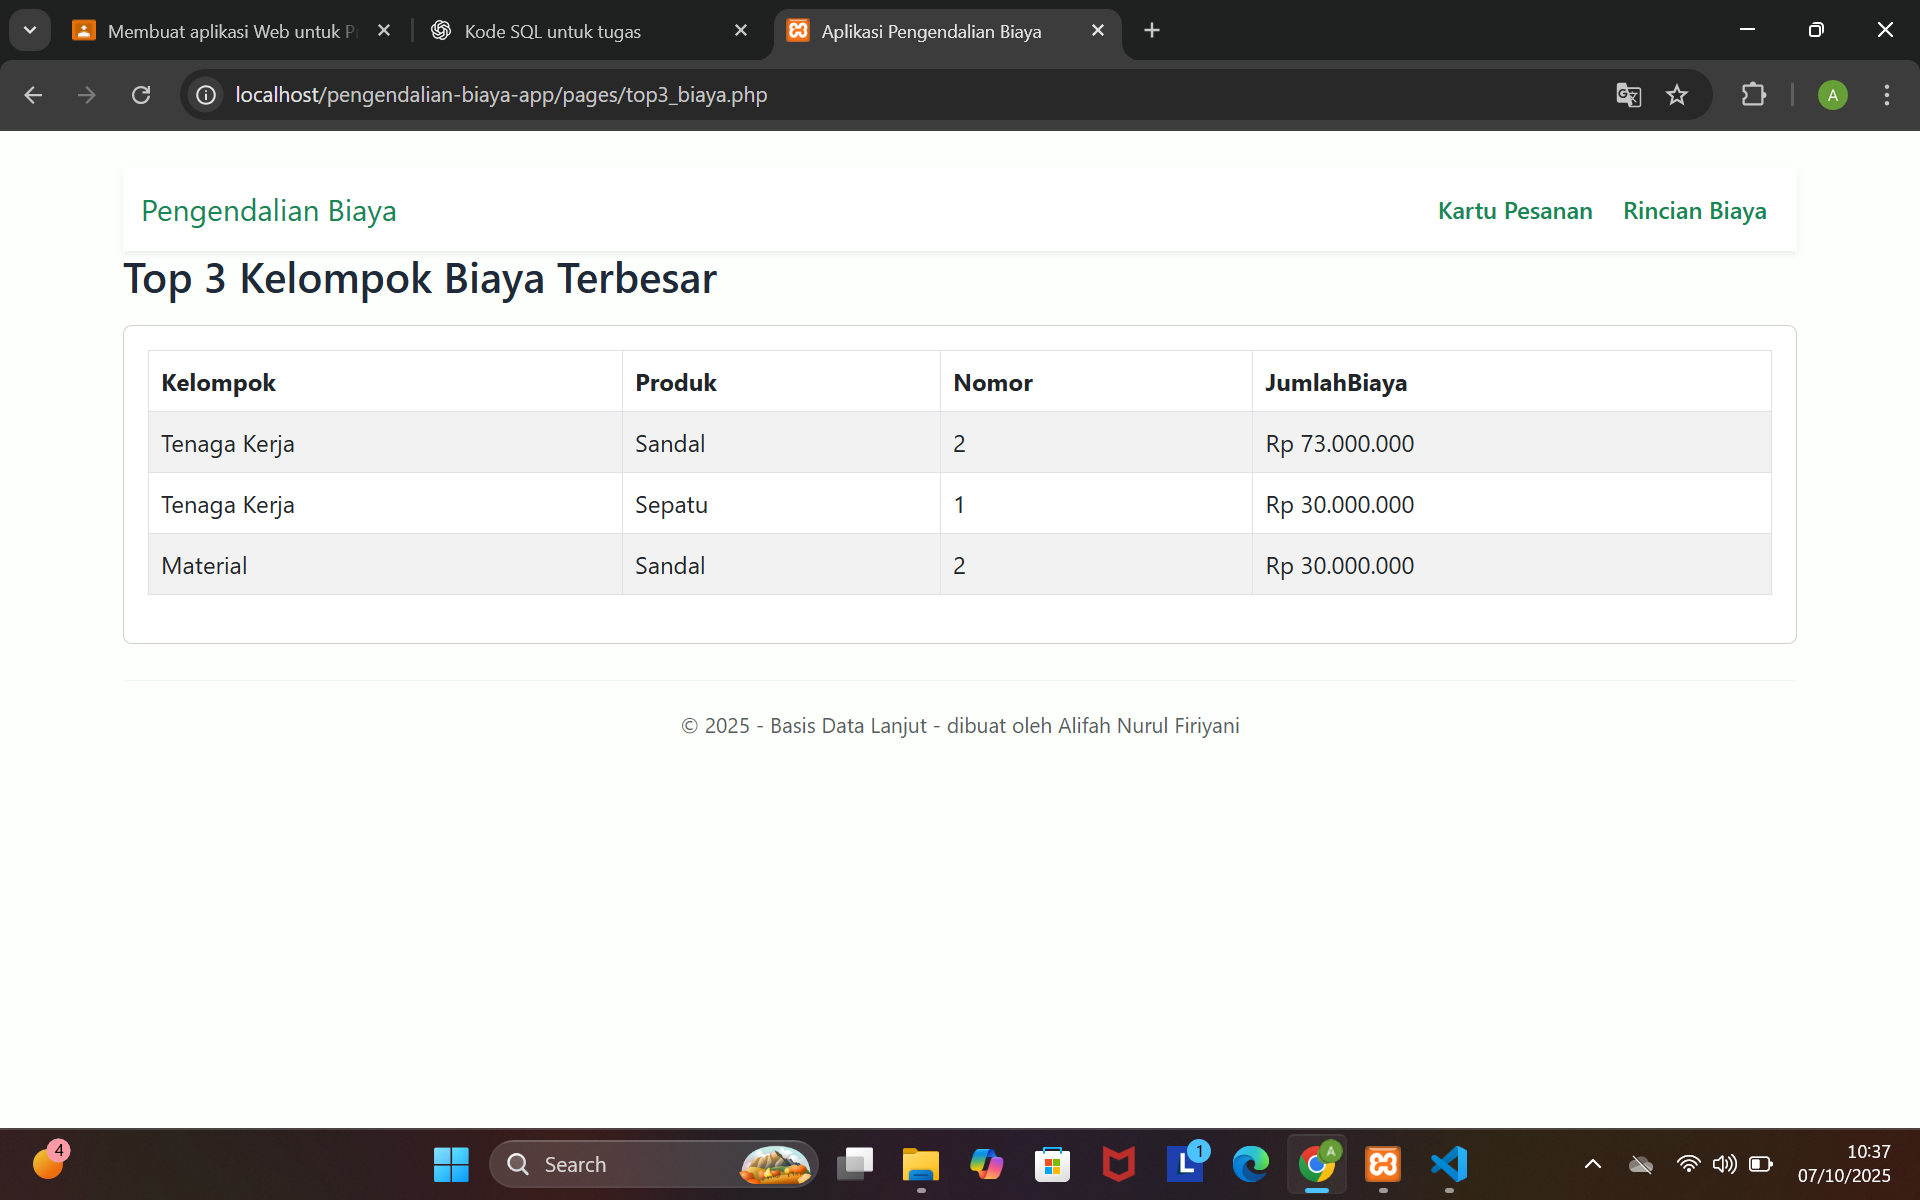 Membuat aplikasi Web untuk P
Kode SQL untuk tugas
Aplikasi Pengendalian Biaya
localhost/pengendalian-biaya-app/pages/top3_biaya.php
A
Pengendalian Biaya
Kartu Pesanan
Rincian Biaya
Top 3 Kelompok Biaya Terbesar
Kelompok Produk Nomor JumlahBiaya
Tenaga Kerja Sandal 2 Rp 73.000.000
Tenaga Kerja Sepatu 1 Rp 30.000.000
Material Sandal 2 Rp 30.000.000
© 2025 - Basis Data Lanjut - dibuat oleh Alifah Nurul Firiyani
4
Search
L
1
A
10:37
07/10/2025